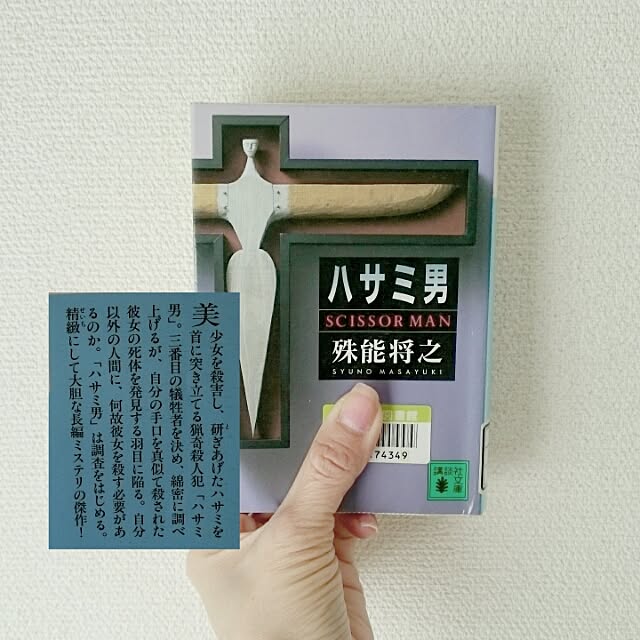 ハサミ男
SCISSOR MAN
殊能将之
SYUNO MASAYUKI
74349
講談社
文庫
美少女を殺害し、研ぎあげたハサミを
首に突き立てる猟奇殺人犯「ハサミ
男」。三番目の犠牲者を決め、綿密に調べ
上げるが、自分の手口を真似て殺された
彼女の死体を発見する羽目に陥る。自分
以外の人間に、何故彼女を殺す必要があ
るのか。「ハサミ男」は調査をはじめる。
精緻にして大胆な長編ミステリの傑作！